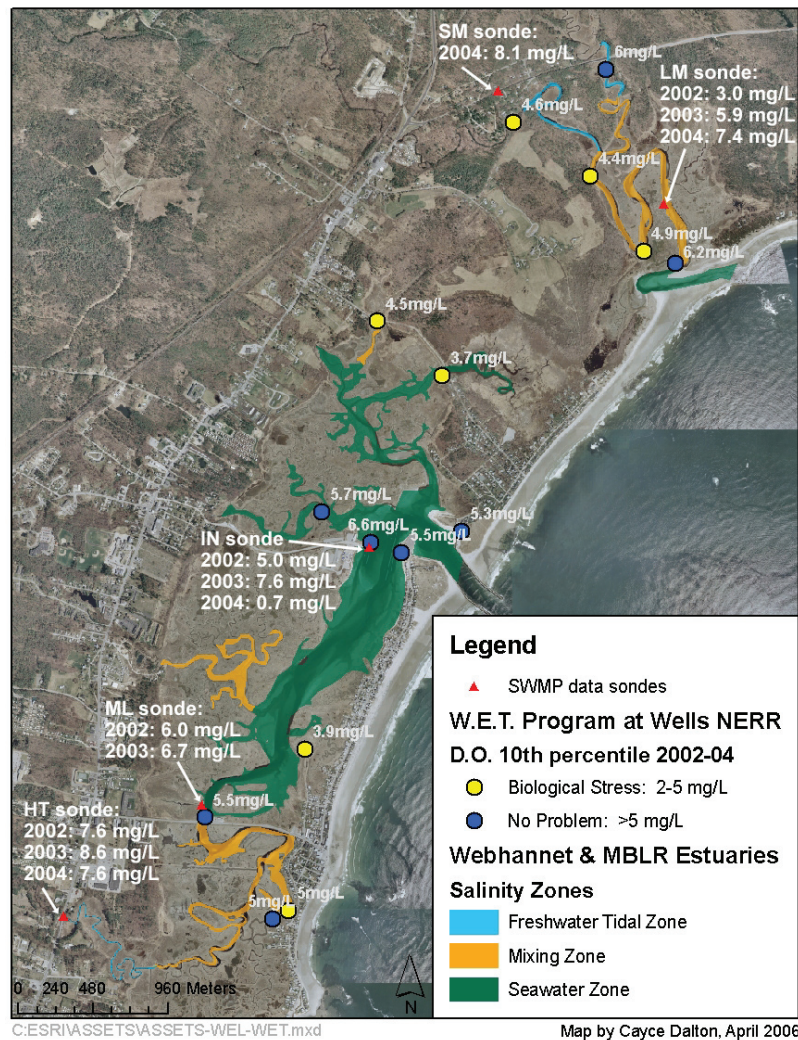 SM sonde:
2004: 8.1 mg/L
6mg/L
LM sonde:
2002: 3.0 mg/L
2003: 5.9 mg/L
2004: 7.4 mg/L
4.6mg/L
4.4mg/L
4.9mg/L
6.2mg/L
4.5mg/L
3.7mg/L
5.7mg/L
6.6mg/L
5.5mg/L
5.3mg/L
IN sonde
2002: 5.0 mg/L
2003: 7.6 mg/L
2004: 0.7 mg/L
ML sonde:
2002: 6.0 mg/L
2003: 6.7 mg/L
3.9mg/L
5.5mg/L
HT sonde:
2002: 7.6 mg/L
2003: 8.6 mg/L
2004: 7.6 mg/L
5mg/L
5mg/L
0 240 480 960 Meters
N
Legend
SWMP data sondes
W.E.T. Program at Wells NERR
D.O. 10th percentile 2002-04
Biological Stress: 2-5 mg/L
No Problem: >5 mg/L
Webhannet & MBLR Estuaries
Salinity Zones
Freshwater Tidal Zone
Mixing Zone
Seawater Zone
C:ESRI\ASSETS\ASSETS-WEL-WET.mxd
Map by Cayce Dalton, April 2006